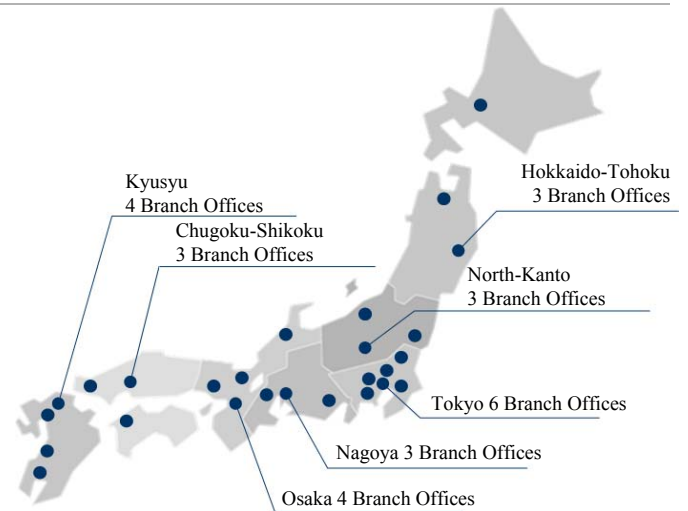 Kyusyu
4 Branch Offices
Chugoku-Shikoku
3 Branch Offices
Hokkaido-Tohoku
3 Branch Offices
North-Kanto
3 Branch Offices
Tokyo 6 Branch Offices
Nagoya 3 Branch Offices
Osaka 4 Branch Offices